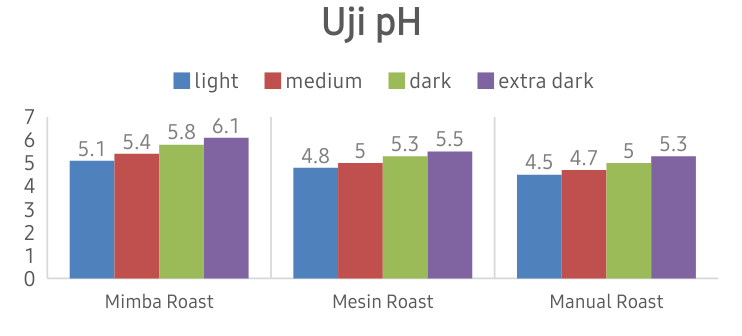 Uji pH
light medium dark extra dark
7
6
5
4
3
2
1
0
5.1 5.4 5.8 6.1
4.8 5 5.3 5.5
4.5 4.7 5 5.3
Mimba Roast Mesin Roast Manual Roast